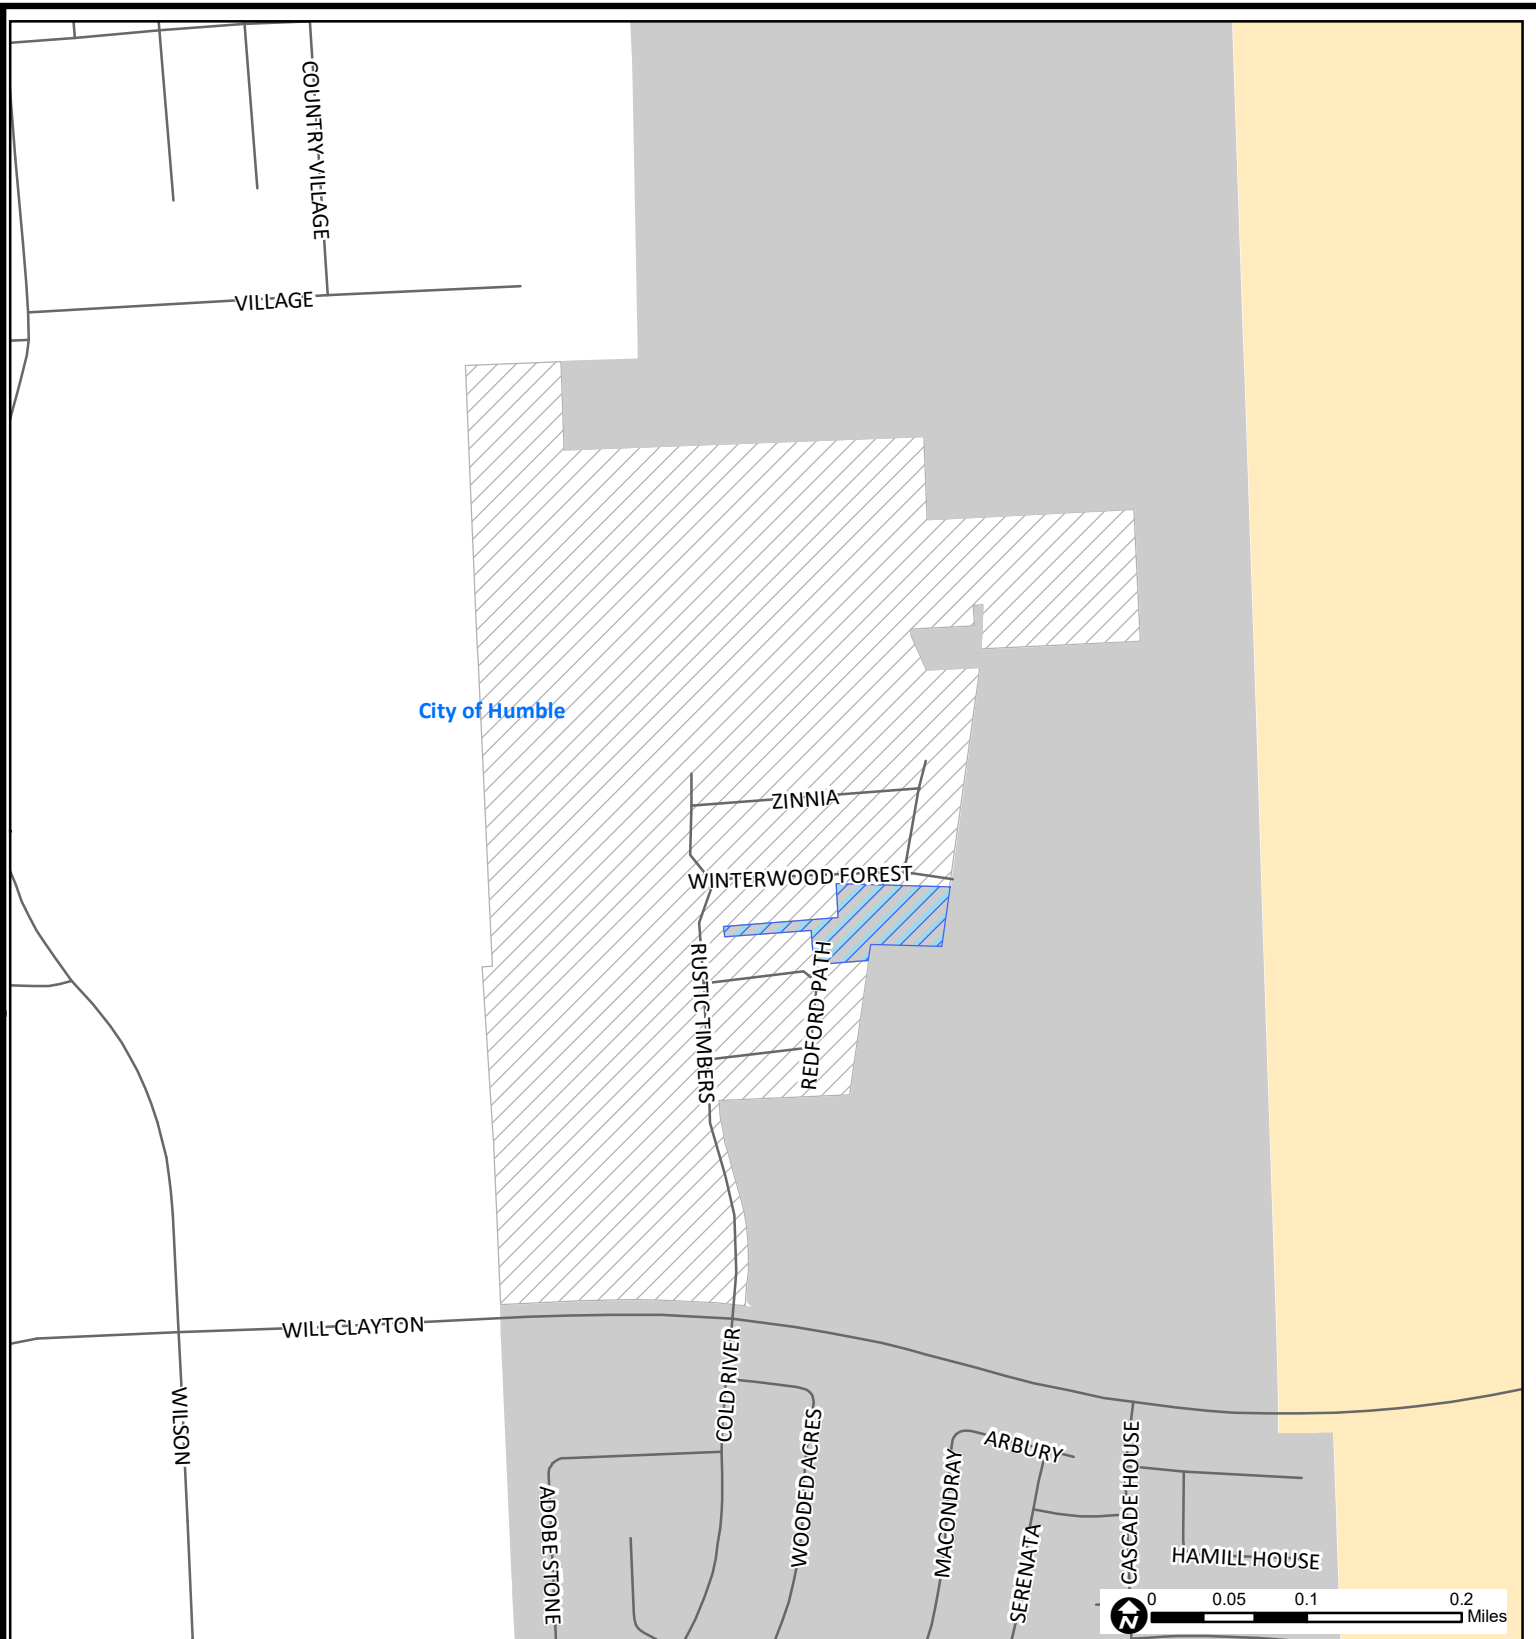 COUNTRY VILLAGE
VILLAGE
City of Humble
ZINNIA
WINTERWOOD FOREST
RUSTIC TIMBERS
REDFORD PATH
WILL CLAYTON
WILSON
COLD RIVER
WOODED ACRES
ADOBE STONE
MACONDRAY
ARBURY
SERENATA
CASCADE HOUSE
HAMILL HOUSE
N
0 0.05 0.1 0.2
Miles